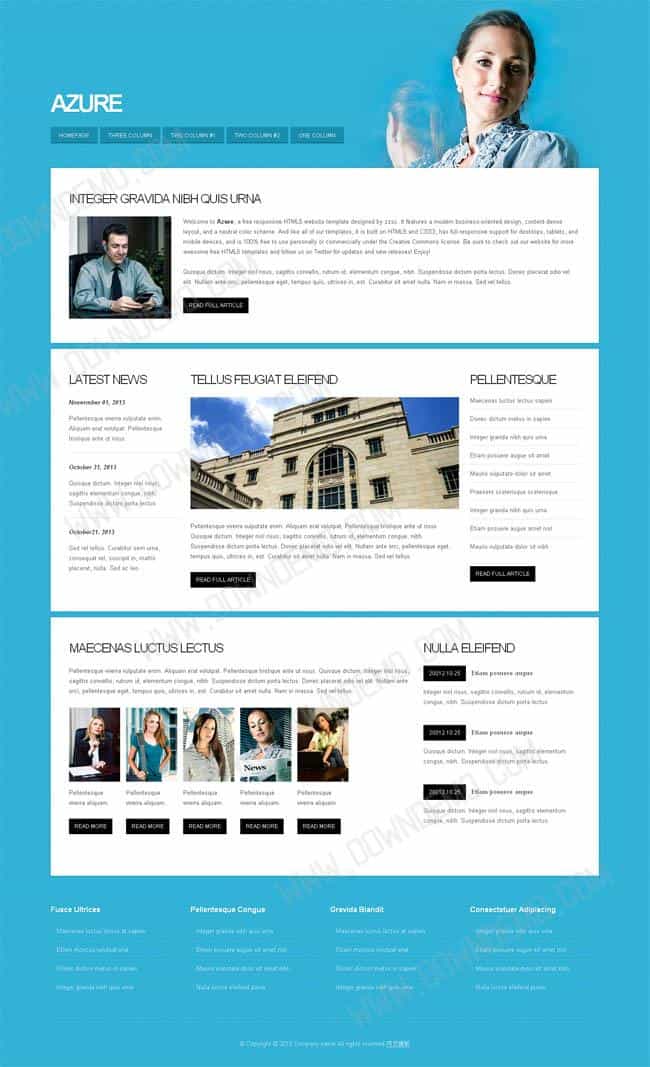 AZURE
HOMEPAGE THREE COLUMN TWO COLUMN #1 TWO COLUMN #2 ONE COLUMN
INTEGER GRAVIDA NIBH QUIS URNA
Welcome to Azure, a free responsive HTML5 website template designed by zzsc. It features a modern business-oriented design, content dense
layout, and a neutral color scheme. And like all of our templates, it is built on HTML5 and CSS3, has full responsive support for desktops, tablets, and
mobile devices, and is 100% free to use personally or commercially under the Creative Commons license. Be sure to check out our website for more
awesome free HTML5 templates and follow us on Twitter for updates and new releases! Enjoy!
Quisque dictum. Integer nisl risus, sagittis convallis, rutrum id, elementum congue, nibh. Suspendisse dictum porta lectus. Donec placerat odio vel
elit. Nullam ante orci, pellentesque eget, tempus quis, ultrices in, est. Curabitur sit amet nulla. Nam in massa. Sed vel tellus.
READ FULL ARTICLE
LATEST NEWS
November 01, 2013
Pellentesque viverra vulputate enim.
Aliquam erat volutpat. Pellentesque
tristique ante ut risus.
October 31, 2013
Quisque dictum. Integer nisl risus,
sagittis elementum congue, nibh.
Suspendisse dictum porta lectus
October21, 2013
Sed vel tellus. Curabitur sem urna,
consequat vel, suscipit in, mattis
placerat, nulla. Sed ac leo.
TELLUS FEUGIAT ELEIFEND
Pellentesque viverra vulputate enim. Aliquam erat volutpat. Pellentesque tristique ante ut risus.
Quisque dictum. Integer nisl risus, sagittis convallis, rutrum id, elementum congue, nibh.
Suspendisse dictum porta lectus. Donec placerat odio vel elit. Nullam ante orci, pellentesque eget,
tempus quis, ultrices in, est. Curabitur sit amet nulla. Nam in massa. Sed vel tellus.
READ FULL ARTICLE
PELLENTESQUE
Maecenas luctus lectus sapien
Donec dictum metus in sapien
Integer gravida nibh quis urna
Etiam posuere augue sit amet
Mauris vulputate dolor sit amet
Praesent scelerisque scelerisque
Integer gravida nibh quis urna
Etiam posuere augue sit amet nisl
Mauris vulputate dolor sit nibh
READ FULL ARTICLE
MAECENAS LUCTUS LECTUS
Pellentesque viverra vulputate enim. Aliquam erat volutpat. Pellentesque tristique ante ut risus. Quisque dictum. Integer nisl risus,
sagittis convallis, rutrum id, elementum congue, nibh. Suspendisse dictum porta lectus. Donec placerat odio vel elit. Nullam ante
orci, pellentesque eget, tempus quis, ultrices in, est. Curabitur sit amet nulla. Nam in massa. Sed vel tellus.
News
Pellentesque Pellentesque Pellentesque Pellentesque Pellentesque
viverra aliquam. viverra aliquam. viverra aliquam. viverra aliquam. viverra aliquam.
READ MORE READ MORE READ MORE READ MORE READ MORE
NULLA ELEIFEND
20012.10.25 Etiam posuere augue
Integer nisl risus, sagittis convallis, rutrum id, elementum
congue, nibh. Suspendisse dictum porta lectus
20012.10.25 Etiam posuere augue
Quisque dictum. Integer nisl risus, sagittis elementum
congue, nibh. Suspendisse dictum porta lectus
20012.10.25 Etiam posuere augue
Quisque dictum. Integer nisl risus, sagittis elementum
congue, nibh. Suspendisse dictum porta lectus
Fusce Ultrices
Maecenas luctus lectus at sapien
Etiam rhoncus volutpat erat
Donec dictum metus in sapien
Integer gravida nibh quis urna
Pellentesque Congue
Integer gravida nibh quis urna
Etiam posuere augue sit amet nisl
Mauris vulputate dolor sit amet nibh
Nulla luctus eleifend purus
Gravida Blandit
Maecenas luctus lectus at sapien
Etiam rhoncus volutpat erat
Donec dictum metus in sapien
Integer gravida nibh quis urna
Consectetuer Adipiscing
Integer gravida nibh quis urna
Etiam posuere augue sit amet nisl
Mauris vulputate dolor sit amet nibh
Nulla luctus eleifend purus
WWW.DOWNDEMO.COM